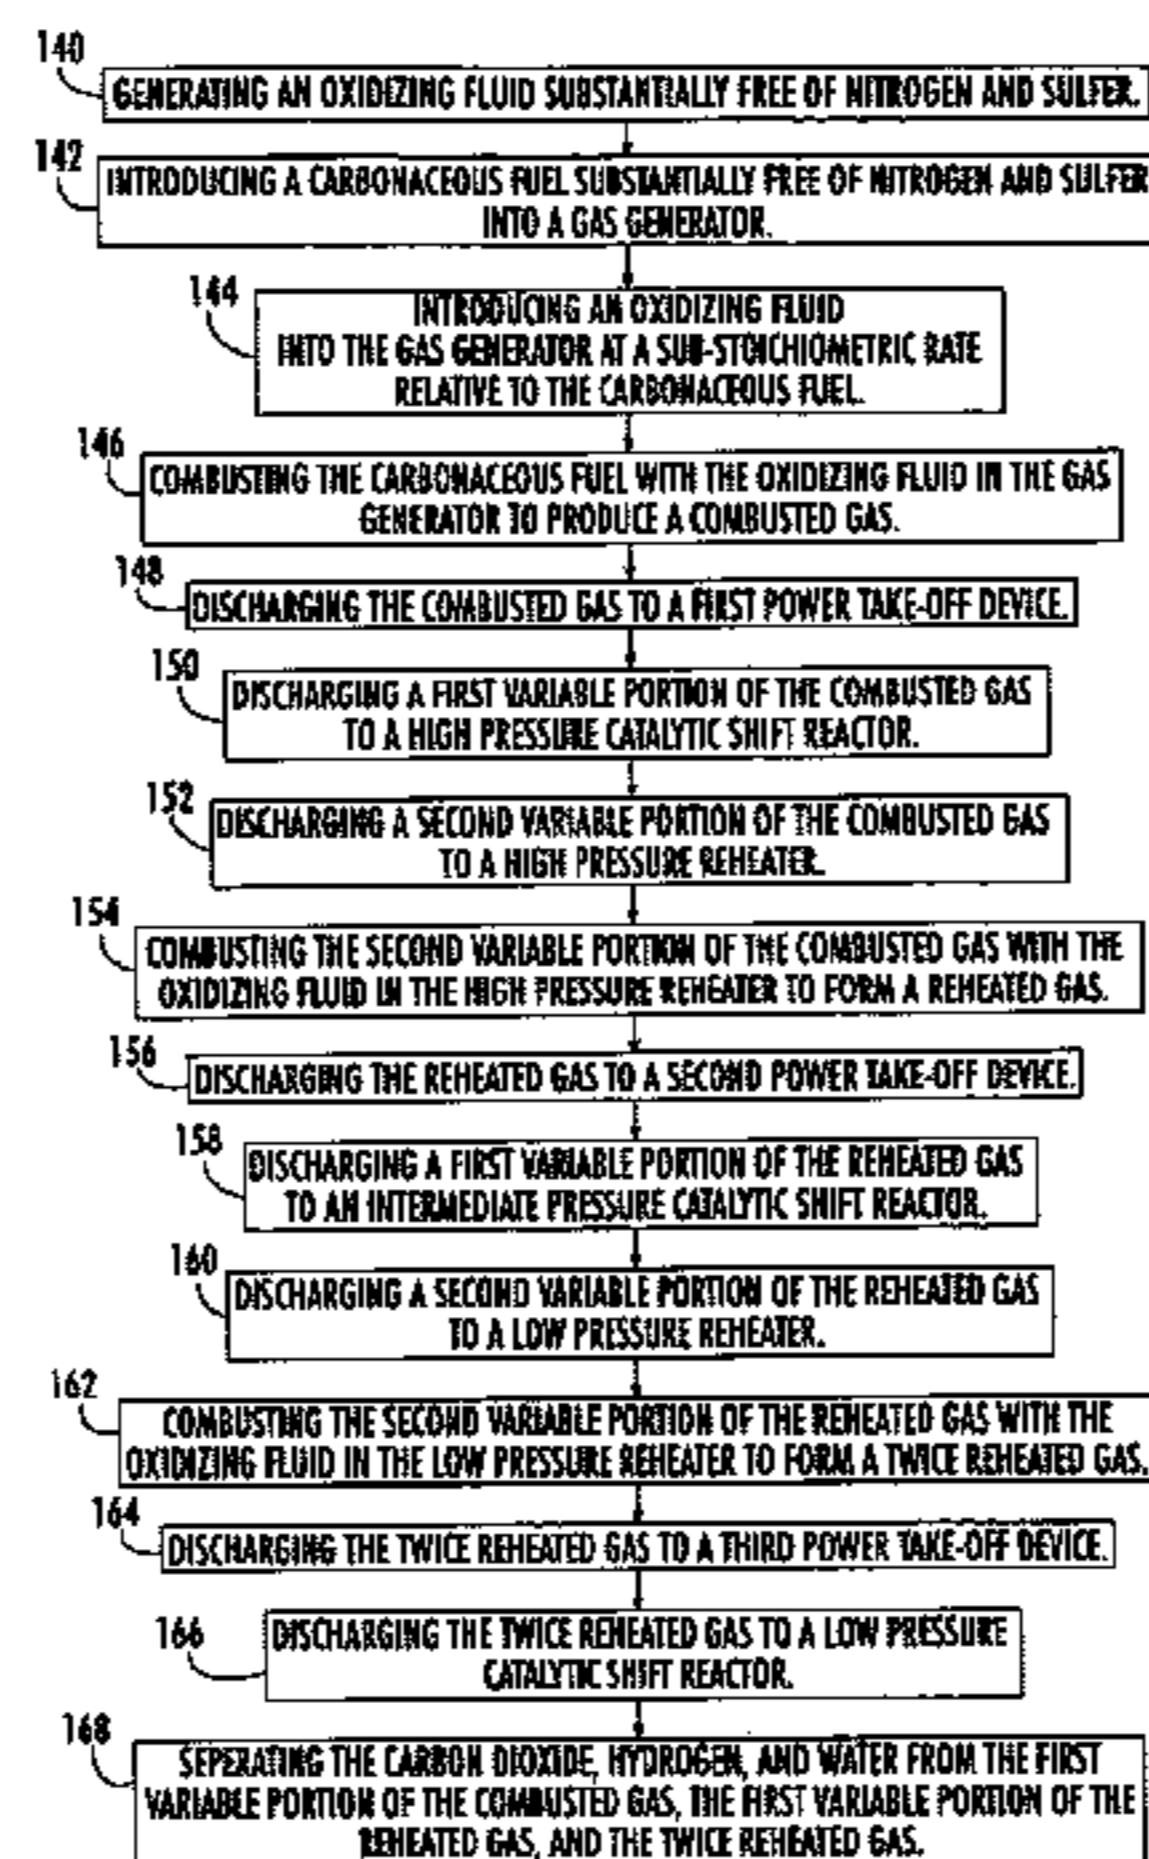 140
GENERATING AN OXIDIZING FLUID SUBSTANTIALLY FREE OF NITROGEN AND SULFER.
142
INTRODUCING A CARBONACEOUS FUEL SUBSTANTIALLY FREE OF NITROGEN AND SULFER
INTO A GAS GENERATOR.
144
INTRODUCING AN OXIDIZING FLUID
INTO THE GAS GENERATOR AT A SUB-STOICHIOMETRIC RATE
RELATIVE TO THE CARBONACEOUS FUEL.
146
COMBUSTING THE CARBONACEOUS FUEL WITH THE OXIDIZING FLUID IN THE GAS
GENERATOR TO PRODUCE A COMBUSTED GAS.
148
DISCHARGING THE COMBUSTED GAS TO A FIRST POWER TAKE-OFF DEVICE.
150
DISCHARGING A FIRST VARIABLE PORTION OF THE COMBUSTED GAS
TO A HIGH PRESSURE CATALYTIC SHIFT REACTOR.
152
DISCHARGING A SECOND VARIABLE PORTION OF THE COMBUSTED GAS
TO A HIGH PRESSURE REHEATER.
154
COMBUSTING THE SECOND VARIABLE PORTION OF THE COMBUSTED GAS WITH THE
OXIDIZING FLUID IN THE HIGH PRESSURE REHEATER TO FORM A REHEATED GAS.
156
DISCHARGING THE REHEATED GAS TO A SECOND POWER TAKE-OFF DEVICE.
158
DISCHARGING A FIRST VARIABLE PORTION OF THE REHEATED GAS
TO AN INTERMEDIATE PRESSURE CATALYTIC SHIFT REACTOR.
160
DISCHARGING A SECOND VARIABLE PORTION OF THE REHEATED GAS
TO A LOW PRESSURE REHEATER.
162
COMBUSTING THE SECOND VARIABLE PORTION OF THE REHEATED GAS WITH THE
OXIDIZING FLUID IN THE LOW PRESSURE REHEATER TO FORM A TWICE REHEATED GAS.
164
DISCHARGING THE TWICE REHEATED GAS TO A THIRD POWER TAKE-OFF DEVICE.
166
DISCHARGING THE TWICE REHEATED GAS TO A LOW PRESSURE
CATALYTIC SHIFT REACTOR.
168
SEPERATING THE CARBON DIOXIDE, HYDROGEN, AND WATER FROM THE FIRST
VARIABLE PORTION OF THE COMBUSTED GAS, THE FIRST VARIABLE PORTION OF THE
REHEATED GAS, AND THE TWICE REHEATED GAS.